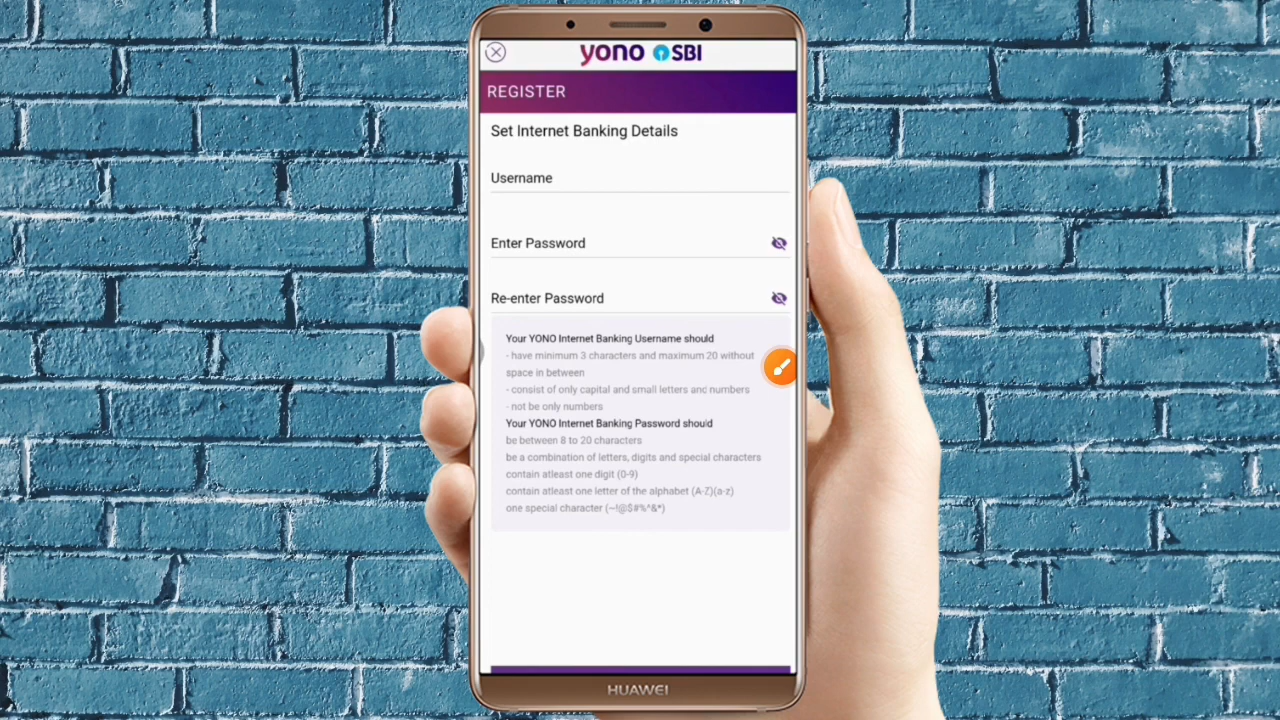 yono SBI
REGISTER
Set Internet Banking Details
Username
Enter Password
Re-enter Password
Your YONO Internet Banking Username should
- have minimum 3 characters and maximum 20 without
space in between
- consist of only capital and small letters and numbers
- not be only numbers
Your YONO Internet Banking Password should
be between 8 to 20 characters
be a combination of letters, digits and special characters
contain atleast one digit (0-9)
contain atleast one letter of the alphabet (A-Z)(a-z)
one special character (~!@$#%^&*)
HUAWEI